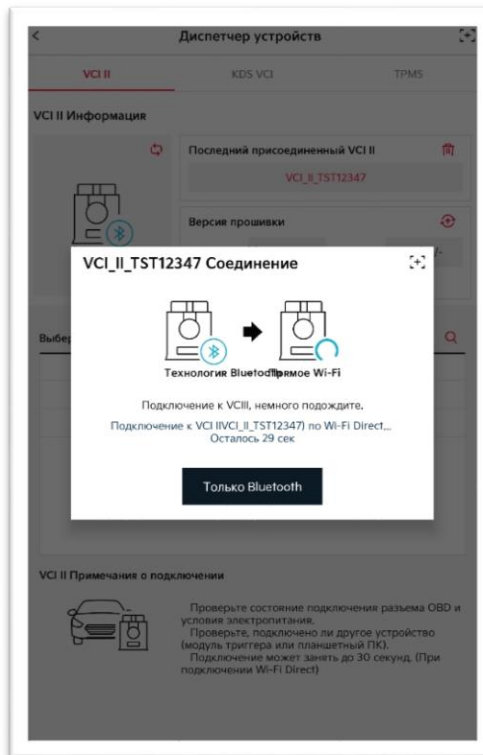 Диспетчер устройств
VCI II
KDS VCI
TPMS
VCI II Информация
Последний присоединенный VCI II
VCI_II_TST12347
Версия прошивки
/-
VCI_II_TST12347 Соединение
Технология Bluetooth
Прямое Wi-Fi
Подключение к VCIII, немного подождите.
Подключение к VCI IIVCI_II_TST12347) по Wi-Fi Direct,,,
Осталось 29 сек
Только Bluetooth
VCI II Примечания о подключении
Проверьте состояние подключения разъема OBD и
условия электропитания.
Проверьте, подключено ли другое устройство
(модуль триггера или планшетный ПК).
Подключение может занять до 30 секунд. (При
подключении Wi-Fi Direct)